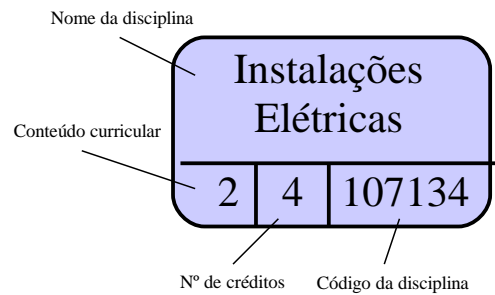 Nome da disciplina
Instalações
Elétricas
Conteúdo curricular
2 4 107134
Nº de créditos Código da disciplina